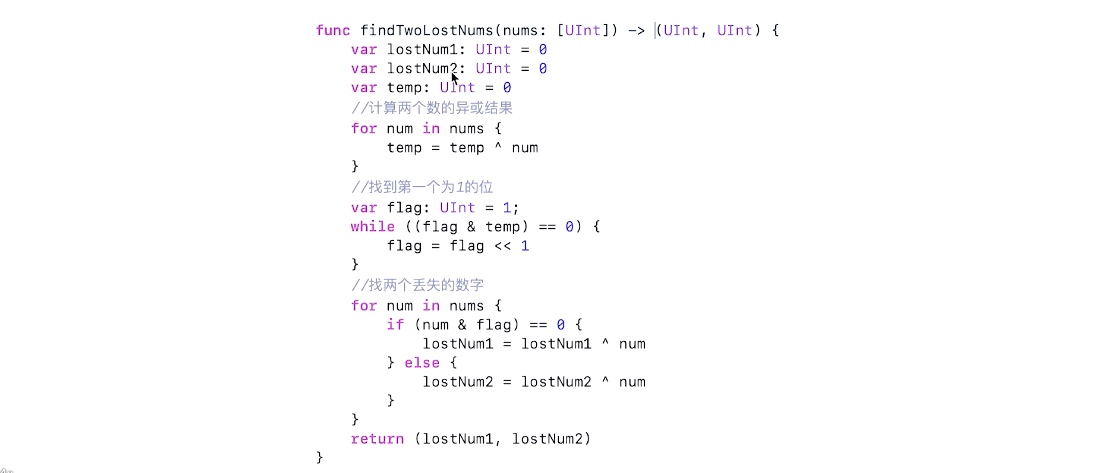 func findTwoLostNums(nums: [UInt]) -> (UInt, UInt) {
    var lostNum1: UInt = 0
    var lostNum2: UInt = 0
    var temp: UInt = 0
    //计算两个数的异或结果
    for num in nums {
        temp = temp ^ num
    }
    //找到第一个为1的位
    var flag: UInt = 1;
    while ((flag & temp) == 0) {
        flag = flag << 1
    }
    //找两个丢失的数字
    for num in nums {
        if (num & flag) == 0 {
            lostNum1 = lostNum1 ^ num
        } else {
            lostNum2 = lostNum2 ^ num
        }
    }
    return (lostNum1, lostNum2)
}